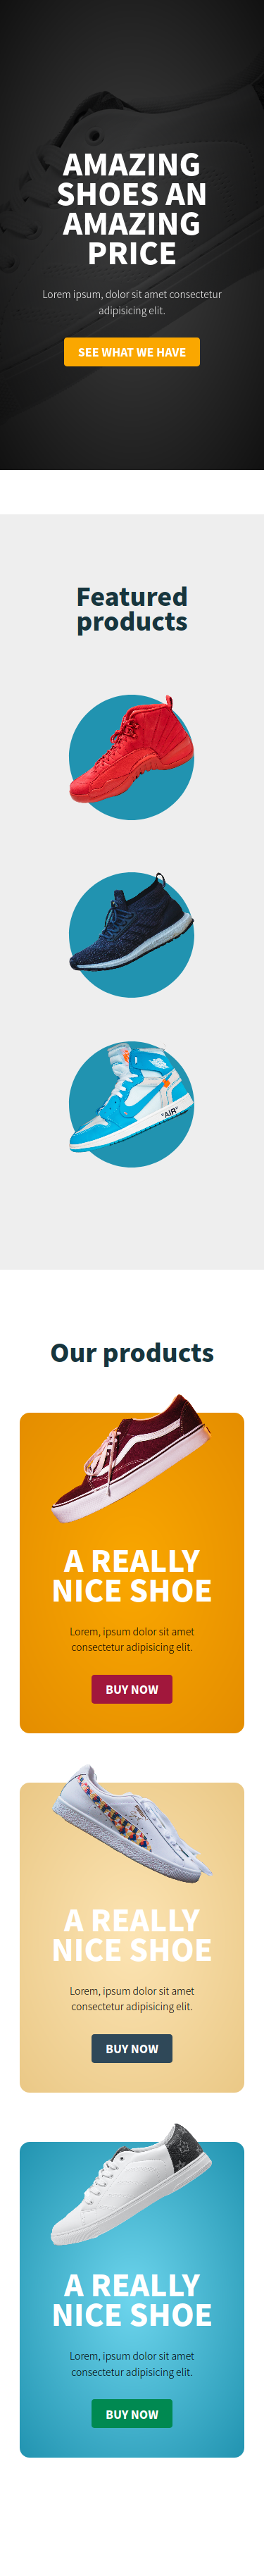 AMAZING
SHOES AN
AMAZING
PRICE
Lorem ipsum, dolor sit amet consectetur
adipisicing elit.
SEE WHAT WE HAVE
Featured
products
"AIR"
Our products
A REALLY
NICE SHOE
Lorem, ipsum dolor sit amet
consectetur adipisicing elit.
BUY NOW
A REALLY
NICE SHOE
Lorem, ipsum dolor sit amet
consectetur adipisicing elit.
BUY NOW
A REALLY
NICE SHOE
Lorem, ipsum dolor sit amet
consectetur adipisicing elit.
BUY NOW